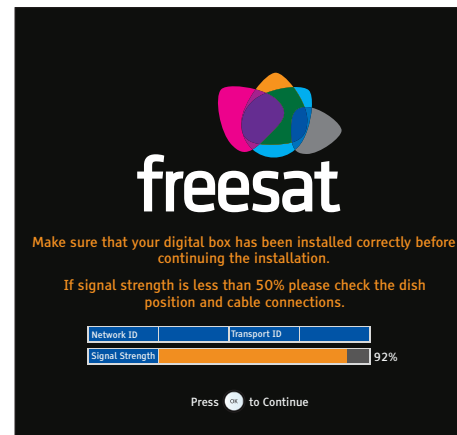 freesat
Make sure that your digital box has been installed correctly before
continuing the installation.
If signal strength is less than 50% please check the dish
position and cable connections.
Network ID Transport ID
Signal Strength 92%
Press OK to Continue